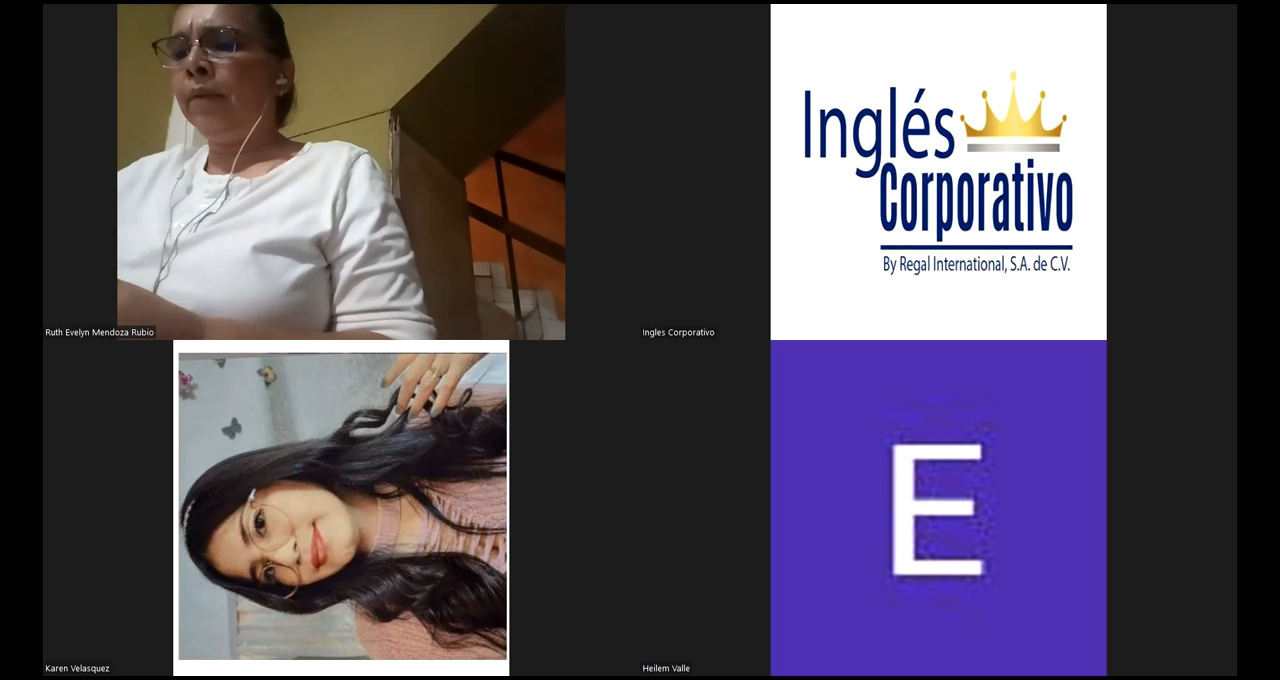 Inglés
Corporativo
By Regal International, S.A. de C.V.
Ruth Evelyn Mendoza Rubio
Ingles Corporativo
E
Karen Velasquez
Heilem Valle